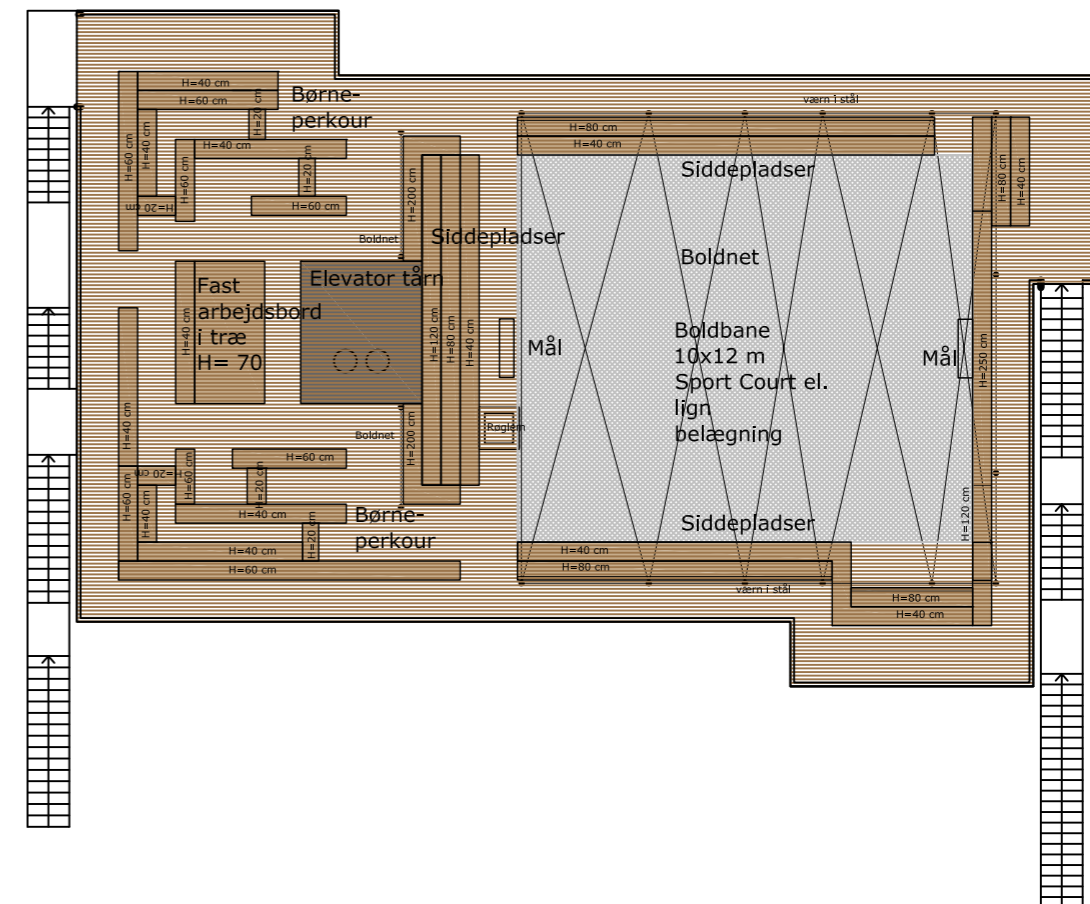 H=40 cm
H=60 cm
H=20 cm
Børne-
perkour
H=60 cm
H=40 cm
H=40 cm
H=60 cm
H=20 cm
H=20 cm
H=60 cm
værn i stål
H=80 cm
H=40 cm
Siddepladser
H=80 cm
H=40 cm
H=200 cm
Boldnet
Siddepladser
Boldnet
Fast
arbejdsbord
i træ
H= 70
H=40 cm
Elevator tårn
H=120 cm
H=80 cm
H=40 cm
Mål
Boldbane
10x12 m
Sport Court el.
lign
belægning
Mål
H=250 cm
H=40 cm
Boldnet
H=200 cm
Røglem
H=60 cm
H=20 cm
H=60 cm
H=20 cm
H=60 cm
H=40 cm
H=40 cm
H=20 cm
Børne-
perkour
H=40 cm
H=60 cm
Siddepladser
H=120 cm
H=40 cm
H=80 cm
værn i stål
H=80 cm
H=40 cm